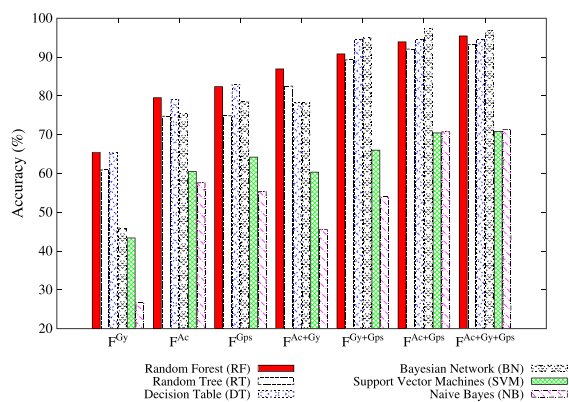 100
90
80
70
60
50
40
30
20
Accuracy (%)
F^Gy F^Ac F^Gps F^Ac+Gy F^Gy+Gps F^Ac+Gps F^Ac+Gy+Gps
Random Forest (RF) Bayesian Network (BN)
Random Tree (RT) Support Vector Machines (SVM)
Decision Table (DT) Naive Bayes (NB)